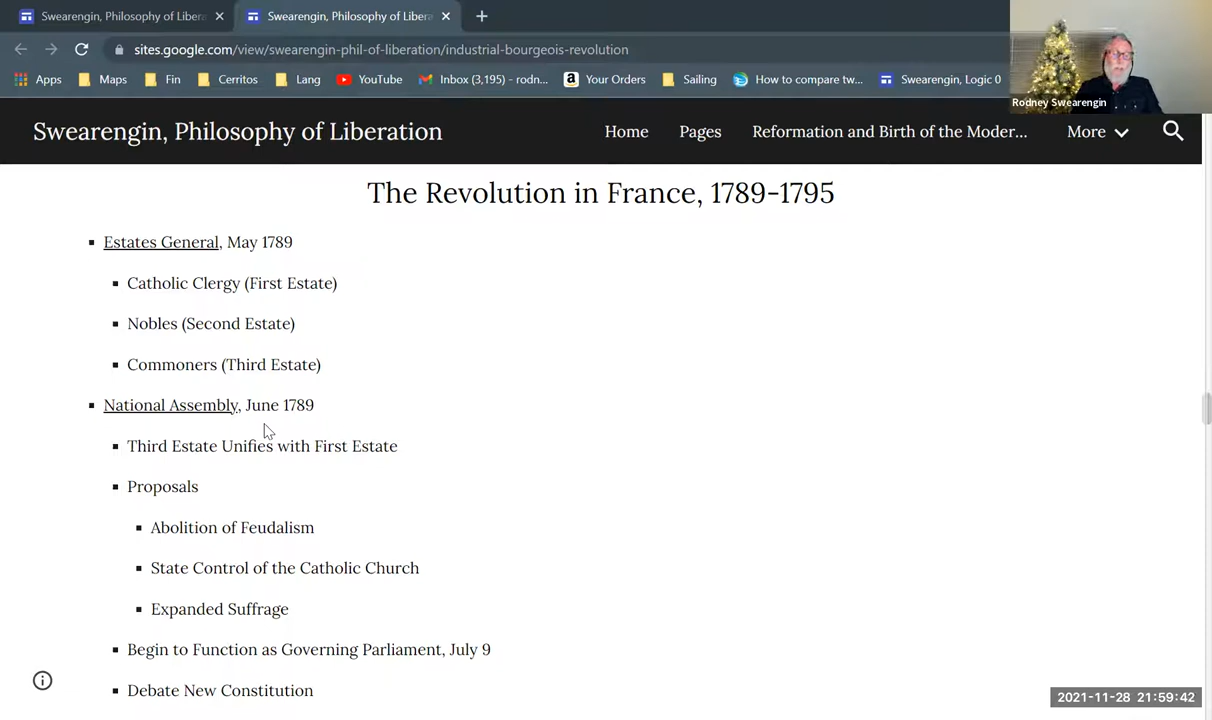 Swearengin, Philosophy of Libera
Swearengin, Philosophy of Libera
sites.google.com/view/swearengin-phil-of-liberation/industrial-bourgeois-revolution
Apps Maps Fin Cerritos Lang YouTube Inbox (3,195) - rodn... Your Orders Sailing How to compare tw... Swearengin, Logic 0
Rodney Swearengin
Swearengin, Philosophy of Liberation Home Pages Reformation and Birth of the Moder... More
The Revolution in France, 1789-1795
Estates General, May 1789
Catholic Clergy (First Estate)
Nobles (Second Estate)
Commoners (Third Estate)
National Assembly, June 1789
Third Estate Unifies with First Estate
Proposals
Abolition of Feudalism
State Control of the Catholic Church
Expanded Suffrage
Begin to Function as Governing Parliament, July 9
Debate New Constitution
2021-11-28 21:59:42